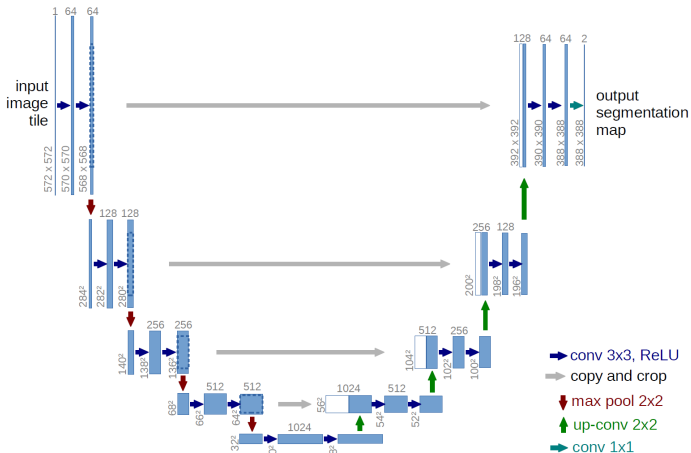 1 64 64
128 64 64 2
input
image
tile
output
segmentation
map
572 x 572
570 x 570
568 x 568
392 x 392
390 x 390
388 x 388
388 x 388
128 128
256 128
284²
282²
280²
200²
198²
196²
256 256
512 256
140²
138²
136²
104²
102²
100²
512 512
1024 512
68²
66²
64²
56²
54²
52²
1024
32²
conv 3x3, ReLU
copy and crop
max pool 2x2
up-conv 2x2
conv 1x1